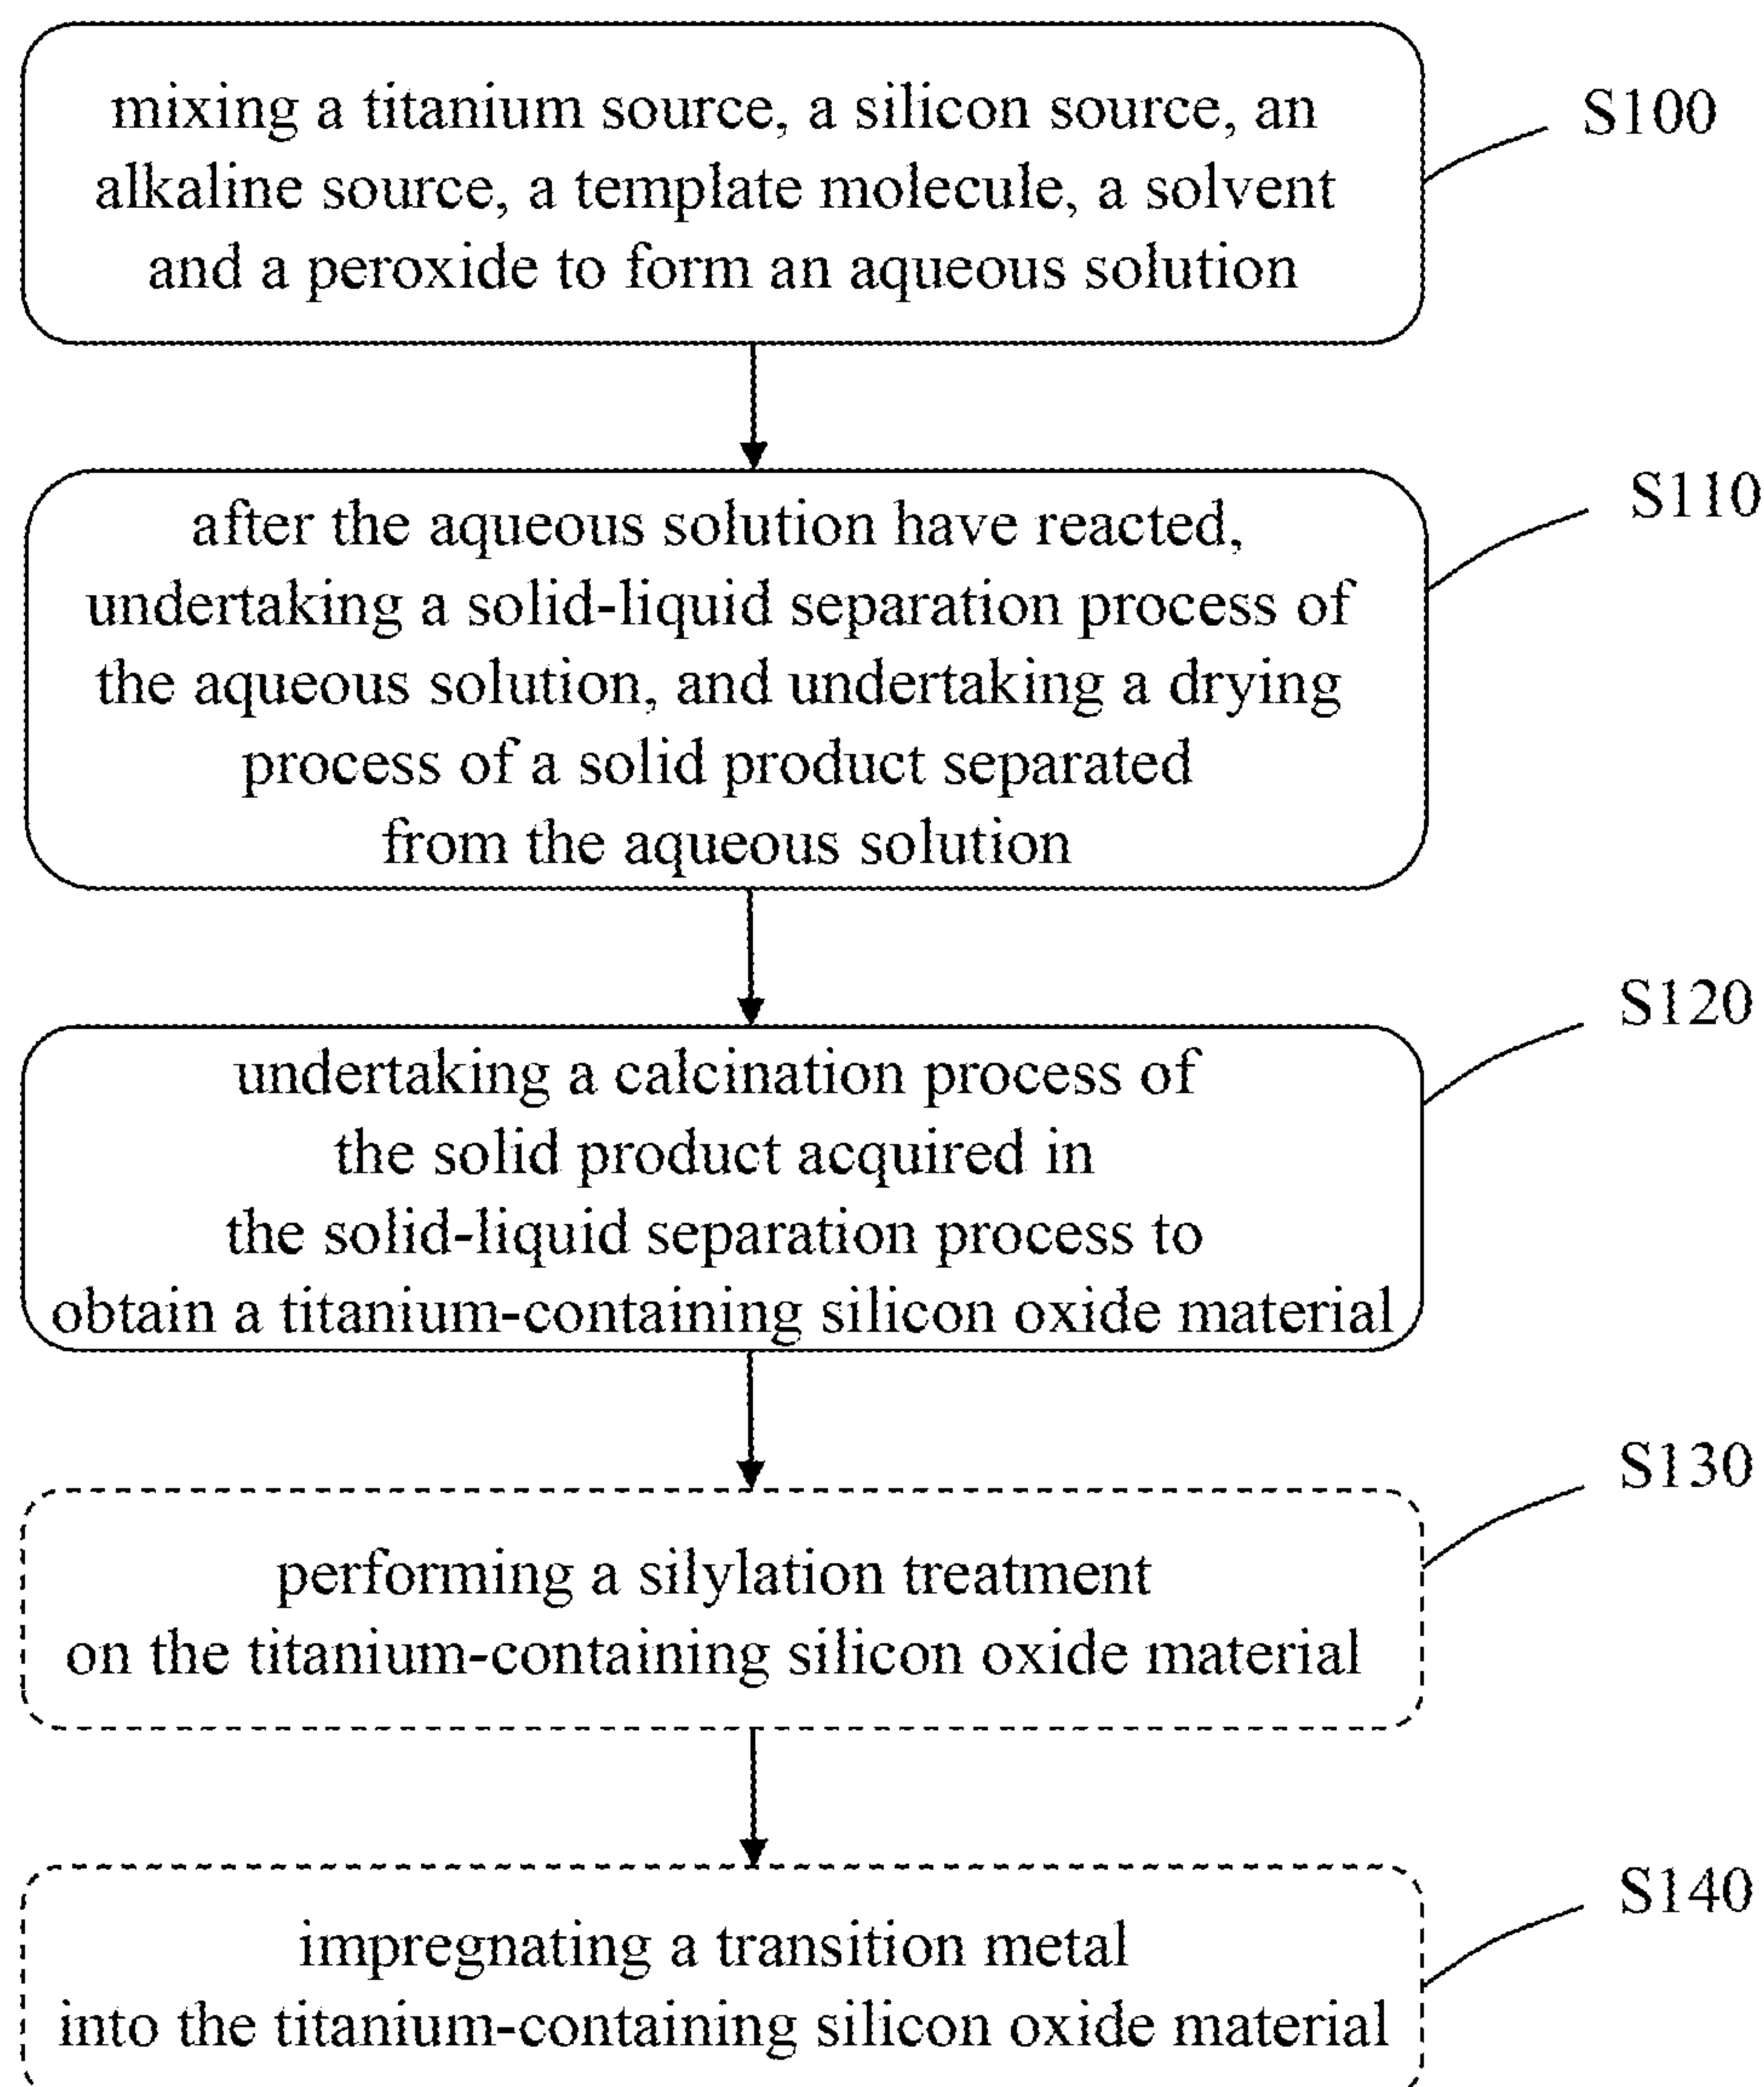 mixing a titanium source, a silicon source, an
alkaline source, a template molecule, a solvent
and a peroxide to form an aqueous solution
S100
after the aqueous solution have reacted,
undertaking a solid-liquid separation process of
the aqueous solution, and undertaking a drying
process of a solid product separated
from the aqueous solution
S110
undertaking a calcination process of
the solid product acquired in
the solid-liquid separation process to
obtain a titanium-containing silicon oxide material
S120
performing a silylation treatment
on the titanium-containing silicon oxide material
S130
impregnating a transition metal
into the titanium-containing silicon oxide material
S140